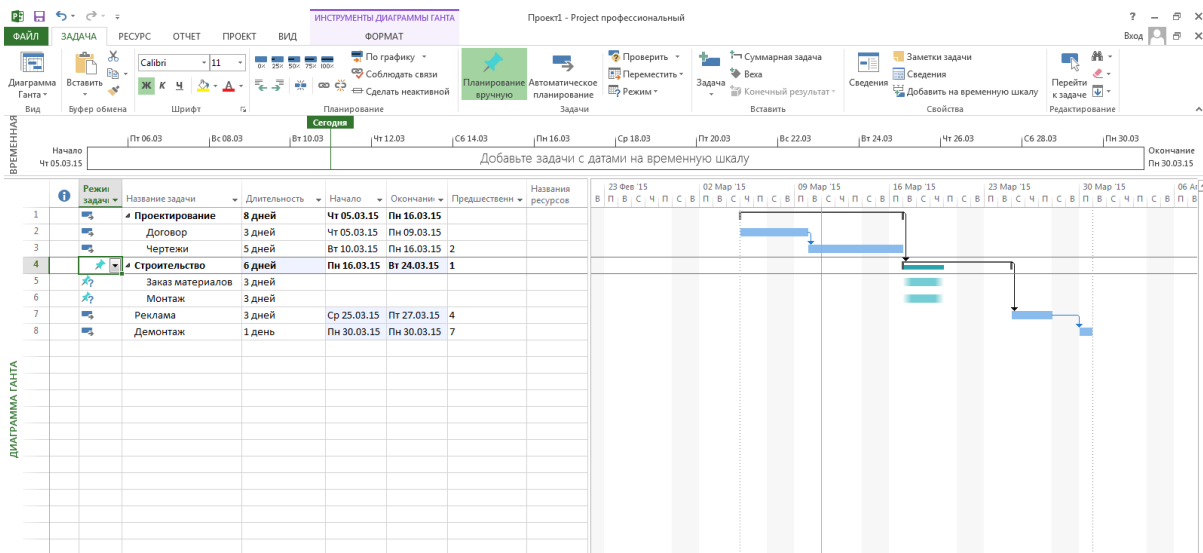 ИНСТРУМЕНТЫ ДИАГРАММЫ ГАНТА
Проект1 - Project профессиональный
ФАЙЛ ЗАДАЧА РЕСУРС ОТЧЕТ ПРОЕКТ ВИД ФОРМАТ Вход
Диаграмма Ганта
Вставить
Calibri 11
Ж К Ч
0× 25× 50× 75× 100×
По графику
Соблюдать связи
Сделать неактивной
Планирование вручную
Автоматическое планирование
Проверить
Переместить
Режим
Задача
Суммарная задача
Веха
Конечный результат
Сведения
Заметки задачи
Сведения
Добавить на временную шкалу
Перейти к задаче
Вид Буфер обмена Шрифт Планирование Задачи Вставить Свойства Редактирование
ВРЕМЕННАЯ
Сегодня
Пт 06.03 Вс 08.03 Вт 10.03 Чт 12.03 Сб 14.03 Пн 16.03 Ср 18.03 Пт 20.03 Вс 22.03 Вт 24.03 Чт 26.03 Сб 28.03 Пн 30.03
Начало
Чт 05.03.15
Добавьте задачи с датами на временную шкалу
Окончание
Пн 30.03.15
Режим задачи Название задачи Длительность Начало Окончани Предшественн Названия ресурсов
23 Фев '15 02 Мар '15 09 Мар '15 16 Мар '15 23 Мар '15 30 Мар '15 06 Ап
В П В С Ч П С В П В С Ч П С В П В С Ч П С В П В С Ч П С В П В С Ч П С В П В С Ч П С В П
1 Проектирование 8 дней Чт 05.03.15 Пн 16.03.15
2 Договор 3 дней Чт 05.03.15 Пн 09.03.15
3 Чертежи 5 дней Вт 10.03.15 Пн 16.03.15 2
4 Строительство 6 дней Пн 16.03.15 Вт 24.03.15 1
5 Заказ материалов 3 дней
6 Монтаж 3 дней
7 Реклама 3 дней Ср 25.03.15 Пт 27.03.15 4
8 Демонтаж 1 день Пн 30.03.15 Пн 30.03.15 7
ДИАГРАММА ГАНТА